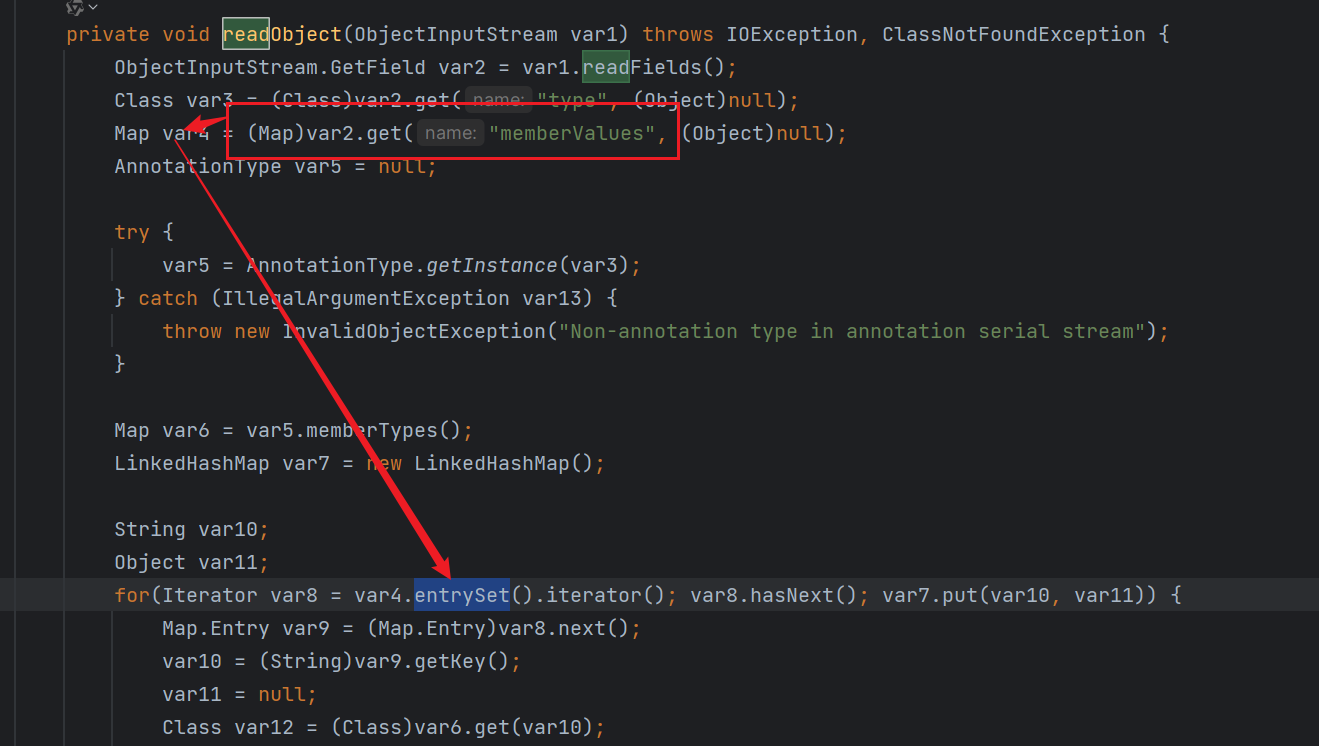 private void readObject(ObjectInputStream var1) throws IOException, ClassNotFoundException {
ObjectInputStream.GetField var2 = var1.readFields();
Class var3 = (Class)var2.get( name: "type", (Object)null);
Map var4 = (Map)var2.get( name: "memberValues", (Object)null);
AnnotationType var5 = null;
try {
var5 = AnnotationType.getInstance(var3);
} catch (IllegalArgumentException var13) {
throw new InvalidObjectException("Non-annotation type in annotation serial stream");
}
Map var6 = var5.memberTypes();
LinkedHashMap var7 = new LinkedHashMap();
String var10;
Object var11;
for(Iterator var8 = var4.entrySet().iterator(); var8.hasNext(); var7.put(var10, var11)) {
Map.Entry var9 = (Map.Entry)var8.next();
var10 = (String)var9.getKey();
var11 = null;
Class var12 = (Class)var6.get(var10);